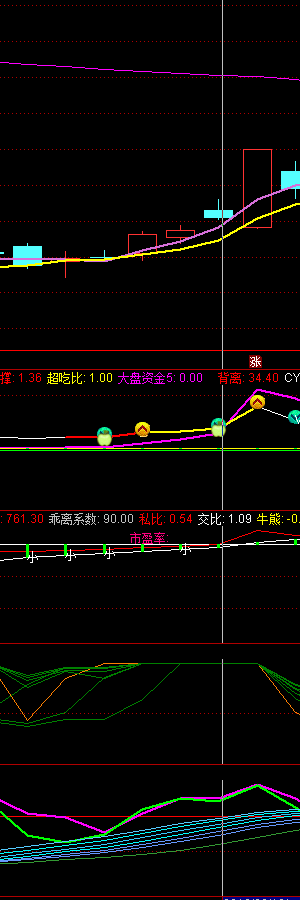 涨
撑: 1.36 超吃比: 1.00 大盘资金5: 0.00 背离: 34.40 CY
: 761.30 乖离系数: 90.00 私比: 0.54 交比: 1.09 牛熊: -0.
市盈率
小 小 小 小 小